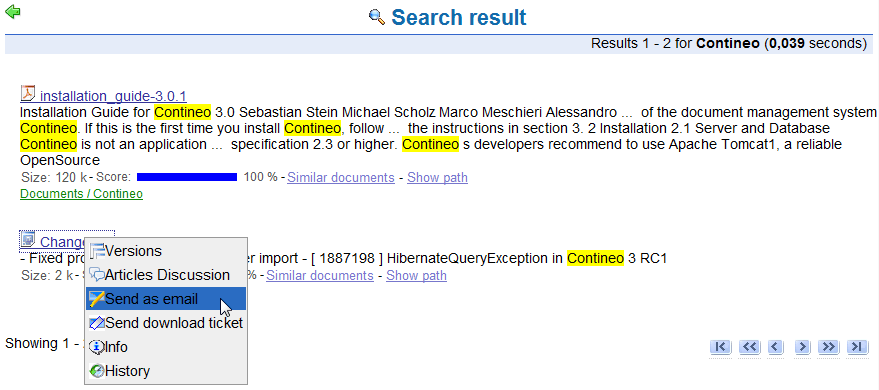 Search result
Results 1 - 2 for Contineo (0,039 seconds)
installation_guide-3.0.1
Installation Guide for Contineo 3.0 Sebastian Stein Michael Scholz Marco Meschieri Alessandro ... of the document management system
Contineo. If this is the first time you install Contineo, follow ... the instructions in section 3. 2 Installation 2.1 Server and Database
Contineo is not an application ... specification 2.3 or higher. Contineo s developers recommend to use Apache Tomcat1, a reliable
OpenSource
Size: 120 k - Score: 100 % - Similar documents - Show path
Documents / Contineo
Change
- Fixed pro er import - [ 1887198 ] HibernateQueryException in Contineo 3 RC1
Size: 2 k - % - Similar documents - Show path
Versions
Articles Discussion
Send as email
Send download ticket
Info
History
Showing 1 -